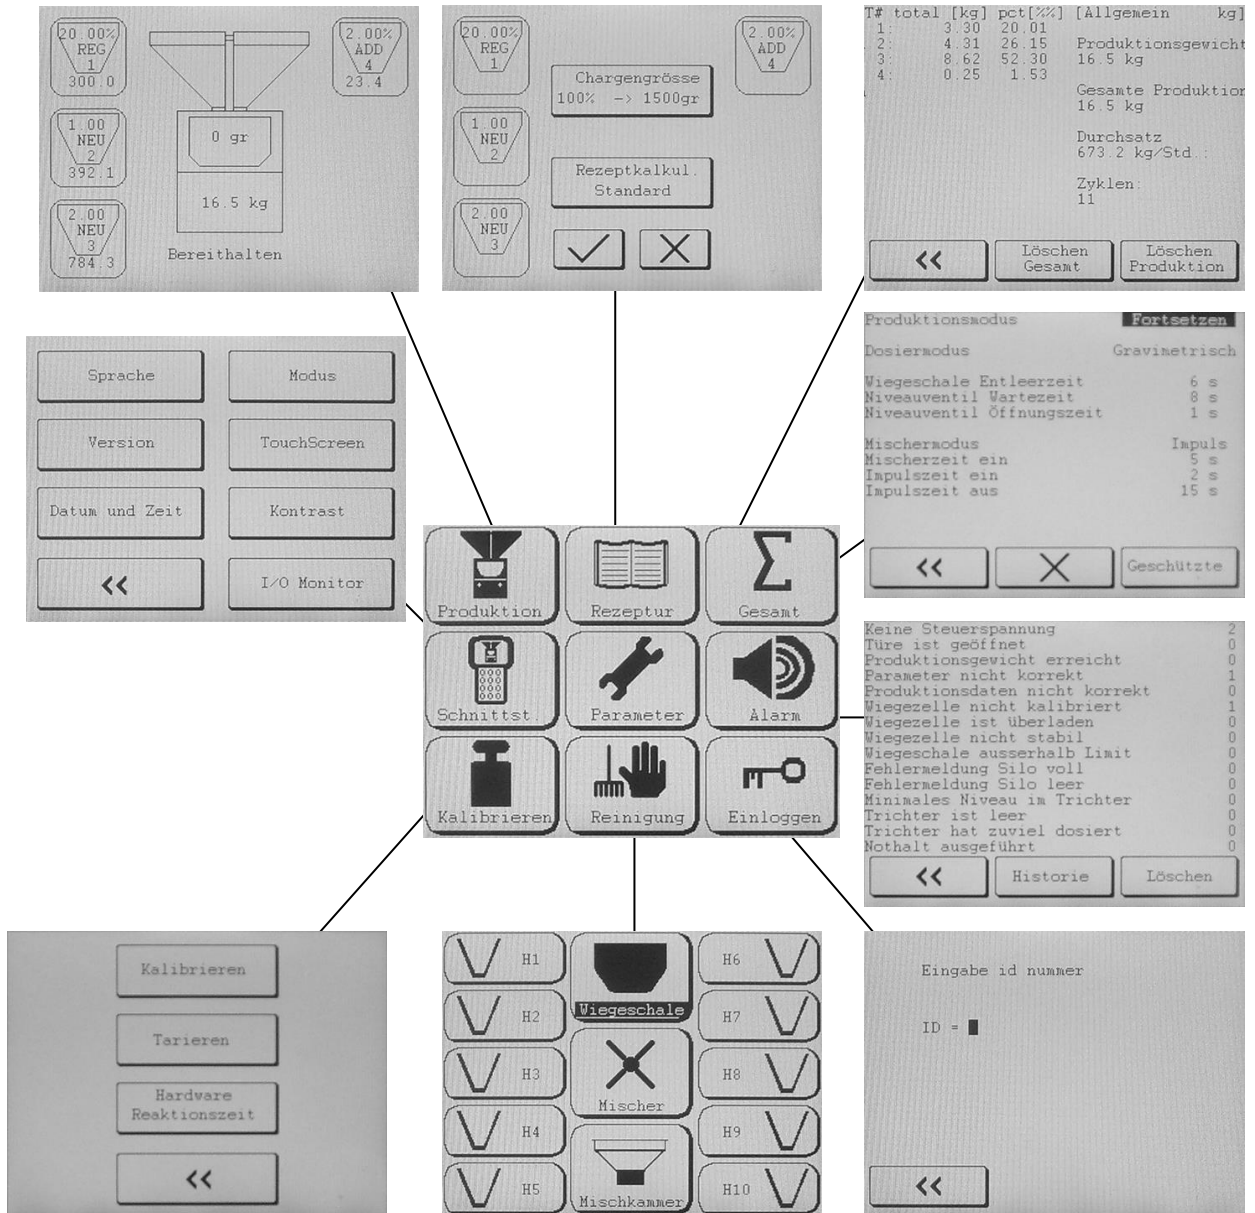 20.00%
REG
1
300.0
1.00
NEU
2
392.1
2.00
NEU
3
784.3
0 gr
16.5 kg
Bereithalten
2.00%
ADD
4
23.4
20.00%
REG
1
1.00
NEU
2
2.00
NEU
3
Chargengrösse
100% -> 1500gr
Rezeptkalkul.
Standard
2.00%
ADD
4
T# total [kg] pct[%%] [Allgemein kg]
1: 3.30 20.01
2: 4.31 26.15 Produktionsgewicht
3: 8.62 52.30 16.5 kg
4: 0.25 1.53
Gesamte Produktion
16.5 kg
Durchsatz
673.2 kg/Std.:
Zyklen:
11
<<
Löschen
Gesamt
Löschen
Produktion
Sprache
Modus
Version
TouchScreen
Datum und Zeit
Kontrast
<<
I/O Monitor
Produktionsmodus Fortsetzen
Dosiermodus Gravimetrisch
Wiegeschale Entleerzeit 6 s
Niveauventil Wartezeit 8 s
Niveauventil Öffnungszeit 1 s
Mischermodus Impuls
Mischerzeit ein 5 s
Impulszeit ein 2 s
Impulszeit aus 15 s
<<
Geschützte
Produktion
Rezeptur
Gesamt
Schnittst.
Parameter
Alarm
Kalibrieren
Reinigung
Einloggen
Keine Steuerspannung 2
Türe ist geöffnet 0
Produktionsgewicht erreicht 0
Parameter nicht korrekt 1
Produktionsdaten nicht korrekt 0
Wiegezelle nicht kalibriert 1
Wiegezelle ist überladen 0
Wiegezelle nicht stabil 0
Wiegeschale ausserhalb Limit 0
Fehlermeldung Silo voll 0
Fehlermeldung Silo leer 0
Minimales Niveau im Trichter 0
Trichter ist leer 0
Trichter hat zuviel dosiert 0
Nothalt ausgeführt 0
<<
Historie
Löschen
Kalibrieren
Tarieren
Hardware
Reaktionszeit
<<
H1
H2
H3
H4
H5
Wiegeschale
Mischer
Mischkammer
H6
H7
H8
H9
H10
Eingabe id nummer
ID =
<<